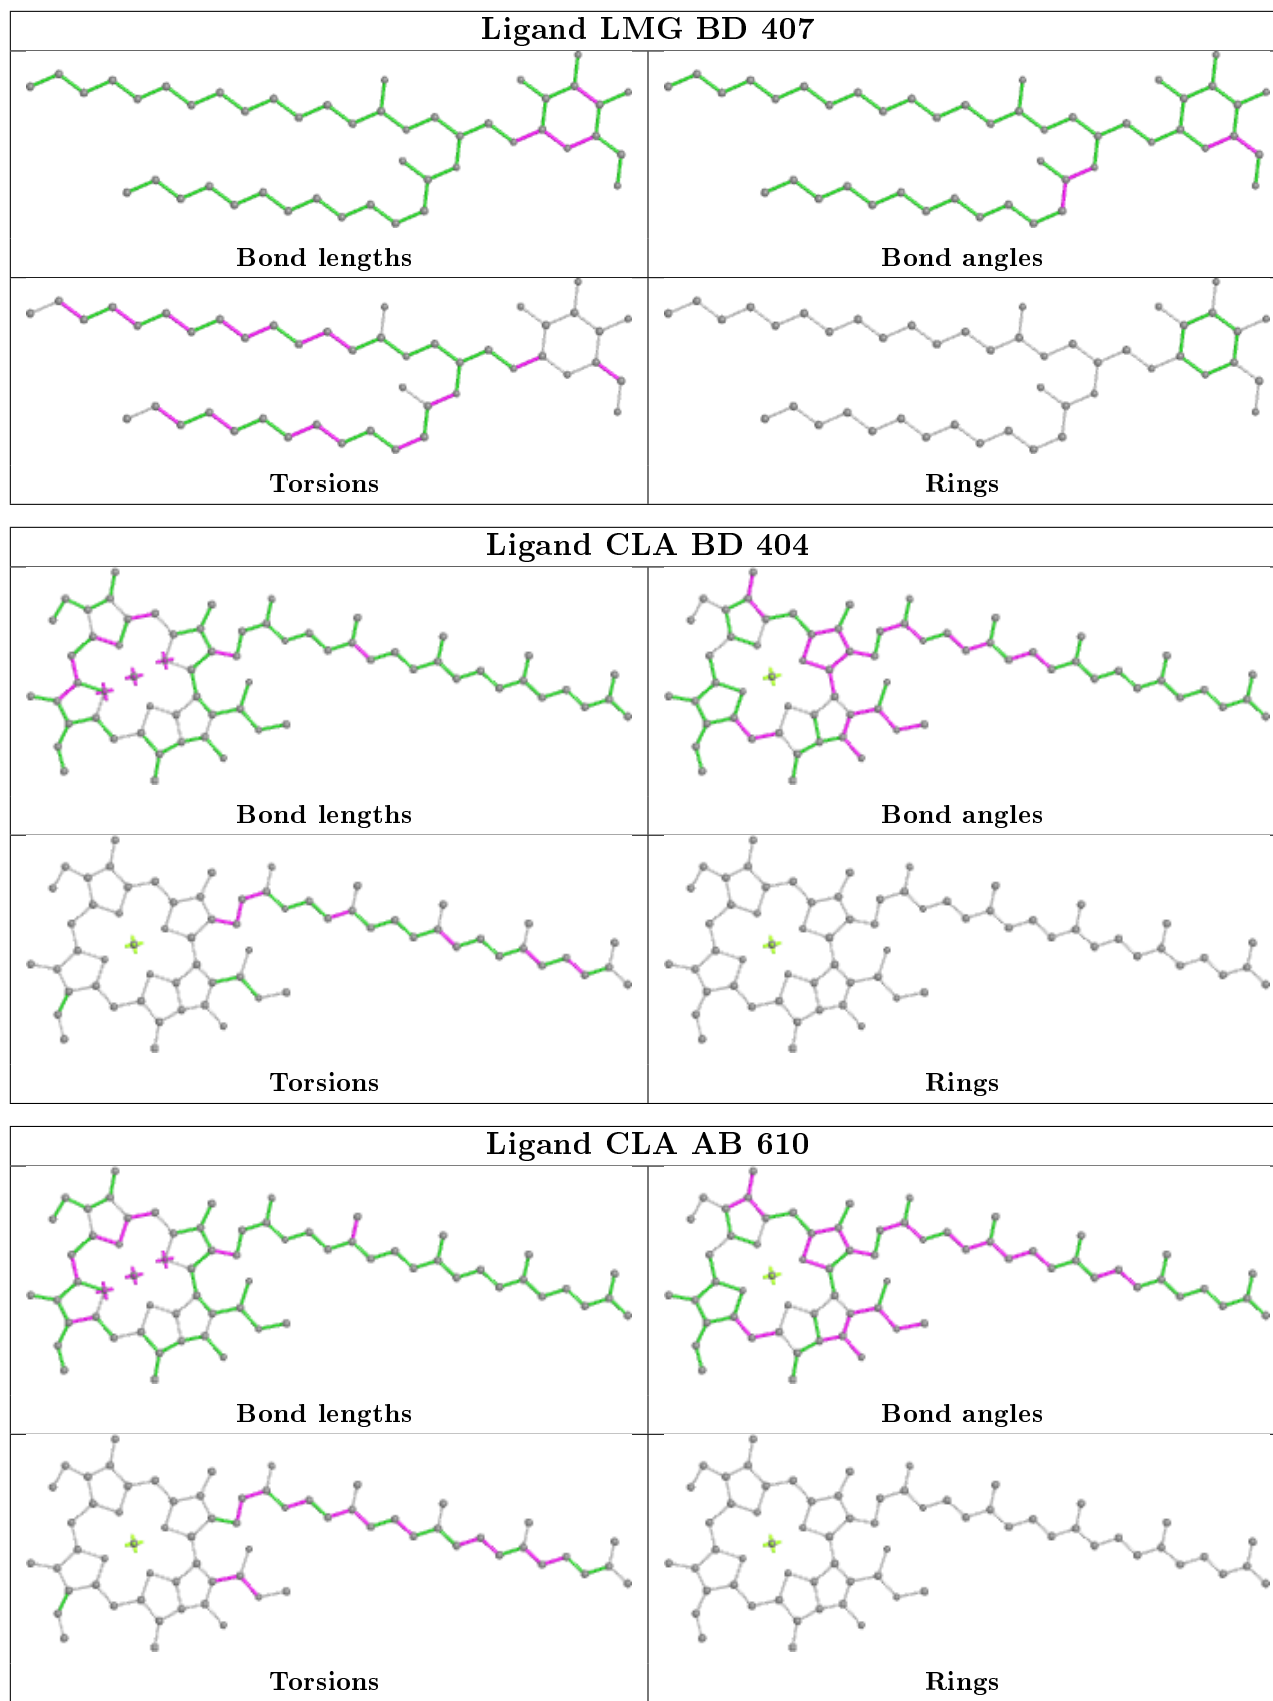 Ligand LMG BD 407
Bond lengths
Bond angles
Torsions
Rings
Ligand CLA BD 404
Bond lengths
Bond angles
Torsions
Rings
Ligand CLA AB 610
Bond lengths
Bond angles
Torsions
Rings